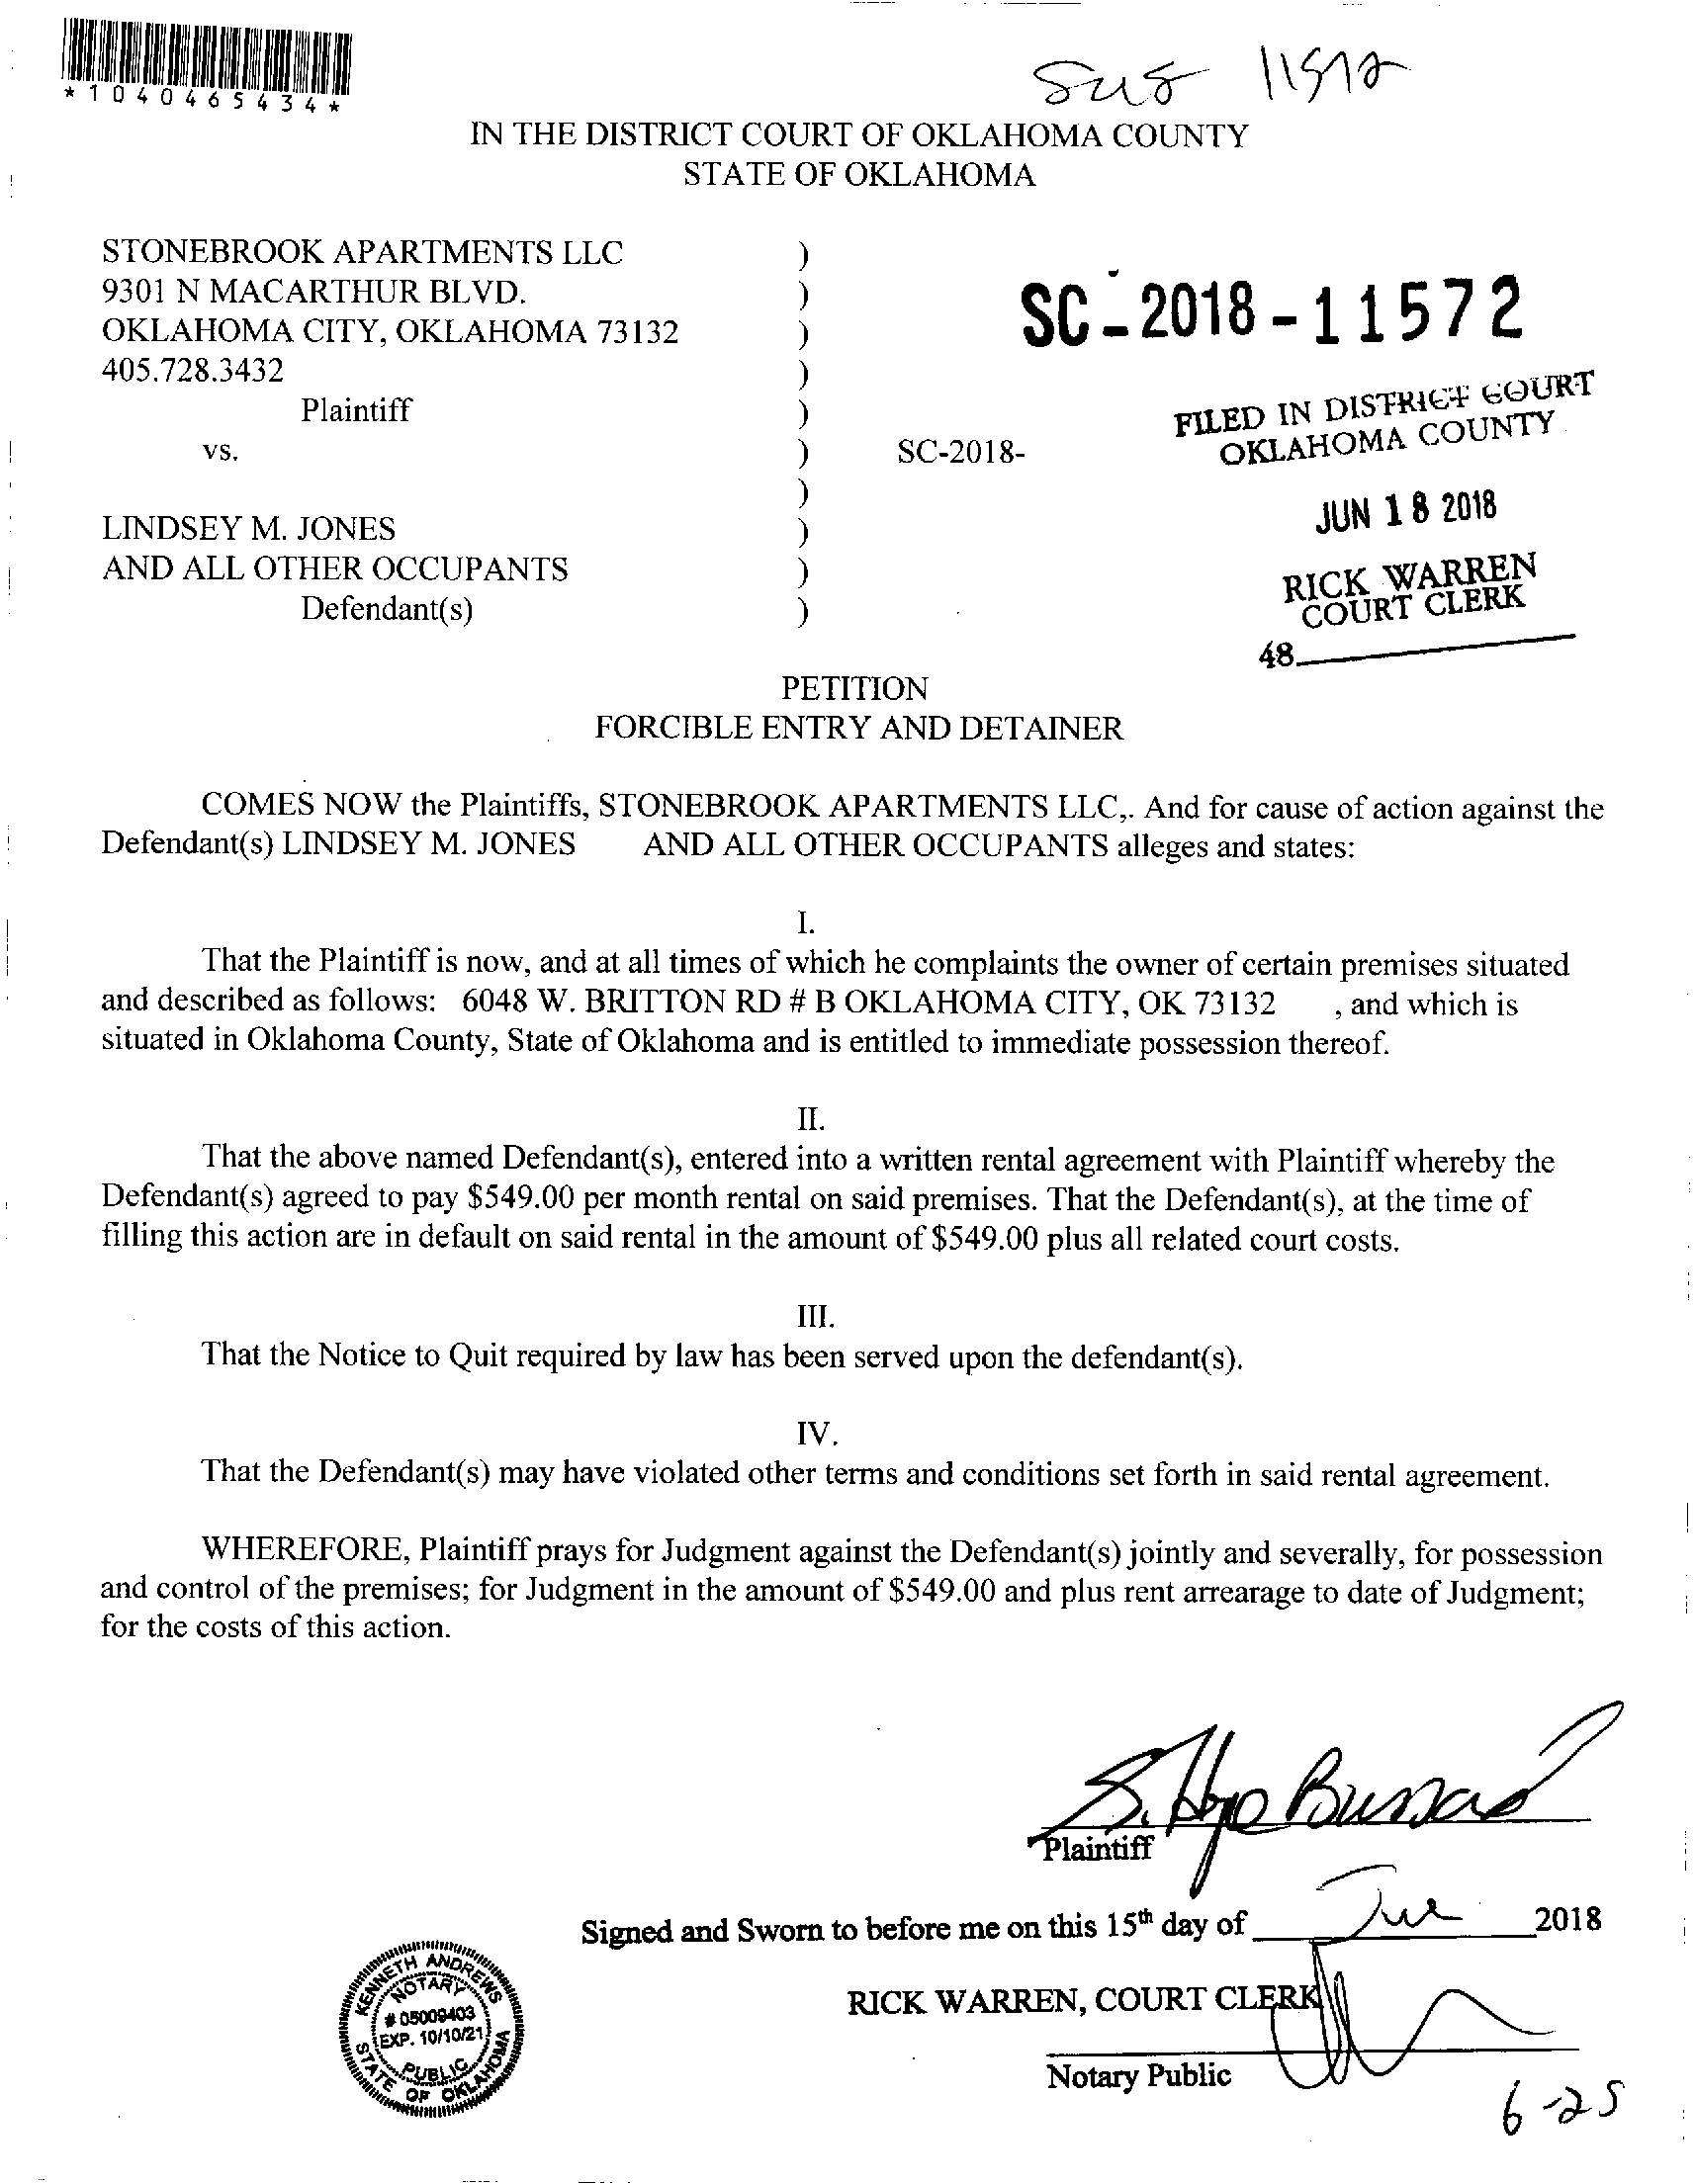 *1040465434*
11572
IN THE DISTRICT COURT OF OKLAHOMA COUNTY
STATE OF OKLAHOMA
STONEBROOK APARTMENTS LLC )
9301 N MACARTHUR BLVD. )
OKLAHOMA CITY, OKLAHOMA 73132 )
405.728.3432 )
Plaintiff )
vs. ) SC-2018-
)
LINDSEY M. JONES )
AND ALL OTHER OCCUPANTS )
Defendant(s) )
SC-2018-11572
FILED IN DISTRICT COURT
OKLAHOMA COUNTY
JUN 18 2018
RICK WARREN
COURT CLERK
48
PETITION
FORCIBLE ENTRY AND DETAINER
COMES NOW the Plaintiffs, STONEBROOK APARTMENTS LLC,. And for cause of action against the
Defendant(s) LINDSEY M. JONES AND ALL OTHER OCCUPANTS alleges and states:
I.
That the Plaintiff is now, and at all times of which he complaints the owner of certain premises situated
and described as follows: 6048 W. BRITTON RD # B OKLAHOMA CITY, OK 73132 , and which is
situated in Oklahoma County, State of Oklahoma and is entitled to immediate possession thereof.
II.
That the above named Defendant(s), entered into a written rental agreement with Plaintiff whereby the
Defendant(s) agreed to pay $549.00 per month rental on said premises. That the Defendant(s), at the time of
filling this action are in default on said rental in the amount of $549.00 plus all related court costs.
III.
That the Notice to Quit required by law has been served upon the defendant(s).
IV.
That the Defendant(s) may have violated other terms and conditions set forth in said rental agreement.
WHEREFORE, Plaintiff prays for Judgment against the Defendant(s) jointly and severally, for possession
and control of the premises; for Judgment in the amount of $549.00 and plus rent arrearage to date of Judgment;
for the costs of this action.
S. Hope
Plaintiff
Signed and Sworn to before me on this 15th day of June 2018
RICK WARREN, COURT CLERK
Notary Public
KENNETH ANDREWS
NOTARY
# 05009403
EXP. 10/10/21
PUBLIC
STATE OF OKLAHOMA
6-25